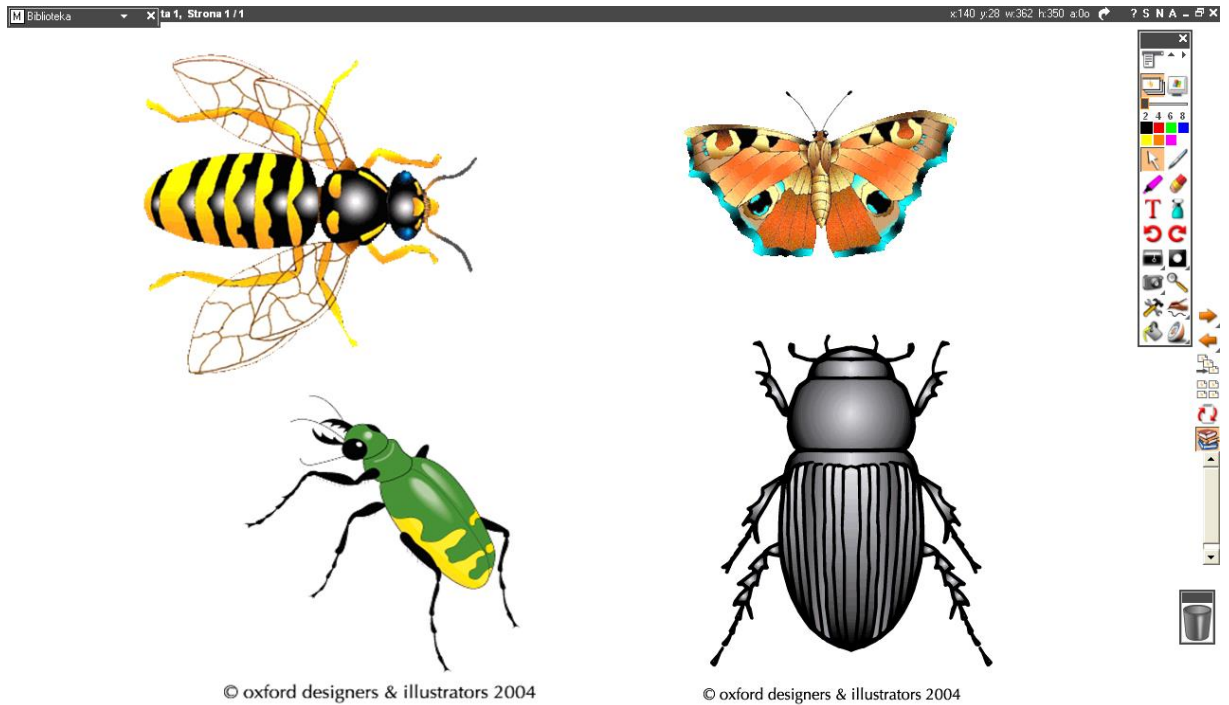 M Biblioteka
ta 1, Strona 1/1
x:140 y:28 w:362 h:350 a:0o
? S N A
2 4 6 8
T
© oxford designers & illustrators 2004
© oxford designers & illustrators 2004